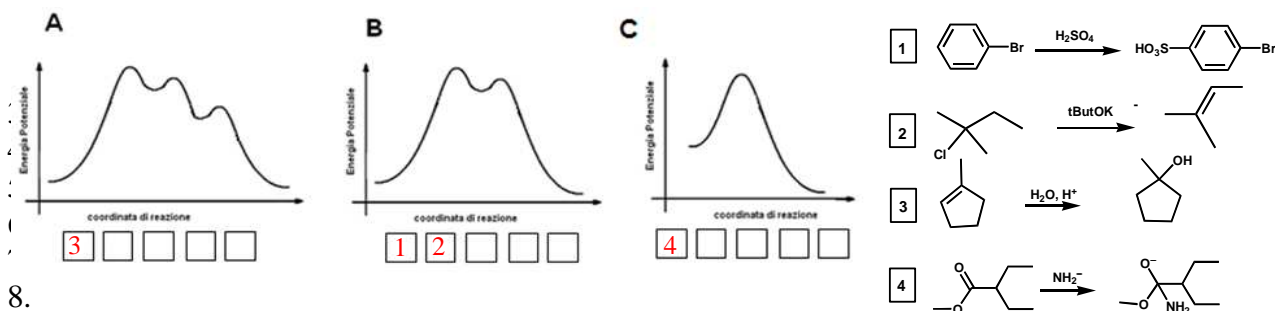 A
Energia Potenziale
coordinata di reazione
3
B
Energia Potenziale
coordinata di reazione
1 2
C
Energia Potenziale
coordinata di reazione
4
1
Br
H₂SO₄
HO₃S
Br
2
Cl
tButOK
-
3
H₂O, H⁺
OH
4
O
O
NH₂⁻
O⁻
O
NH₂
8.